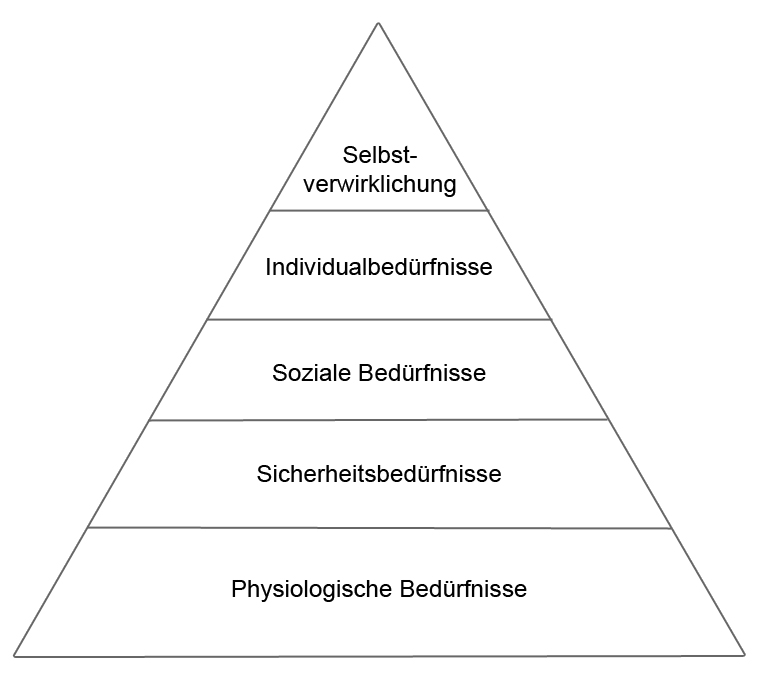 Selbst-
verwirklichung
Individualbedürfnisse
Soziale Bedürfnisse
Sicherheitsbedürfnisse
Physiologische Bedürfnisse